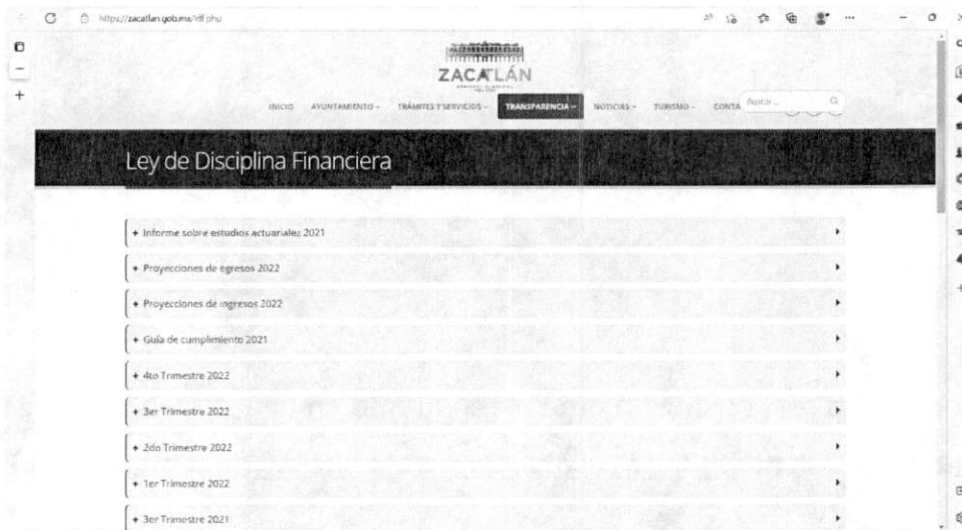 https://zacatlan.gob.mx/ldf.php
ZACATLÁN
INICIO AYUNTAMIENTO TRÁMITES Y SERVICIOS TRANSPARENCIA NOTICIAS TURISMO CONTA Buscar ...
Ley de Disciplina Financiera
+ Informe sobre estudios actuariales 2021
+ Proyecciones de egresos 2022
+ Proyecciones de ingresos 2022
+ Guía de cumplimiento 2021
+ 4to Trimestre 2022
+ 3er Trimestre 2022
+ 2do Trimestre 2022
+ 1er Trimestre 2022
+ 3er Trimestre 2021